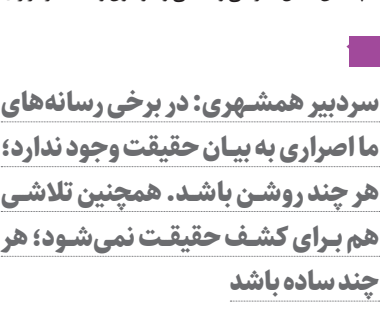 سردبیر همشهری: در برخی رسانه‌های
ما اصراری به بیان حقیقت وجود ندارد؛
هر چند روشن باشد. همچنین تلاشی
هم برای کشف حقیقت نمی‌شود؛ هر
چند ساده باشد